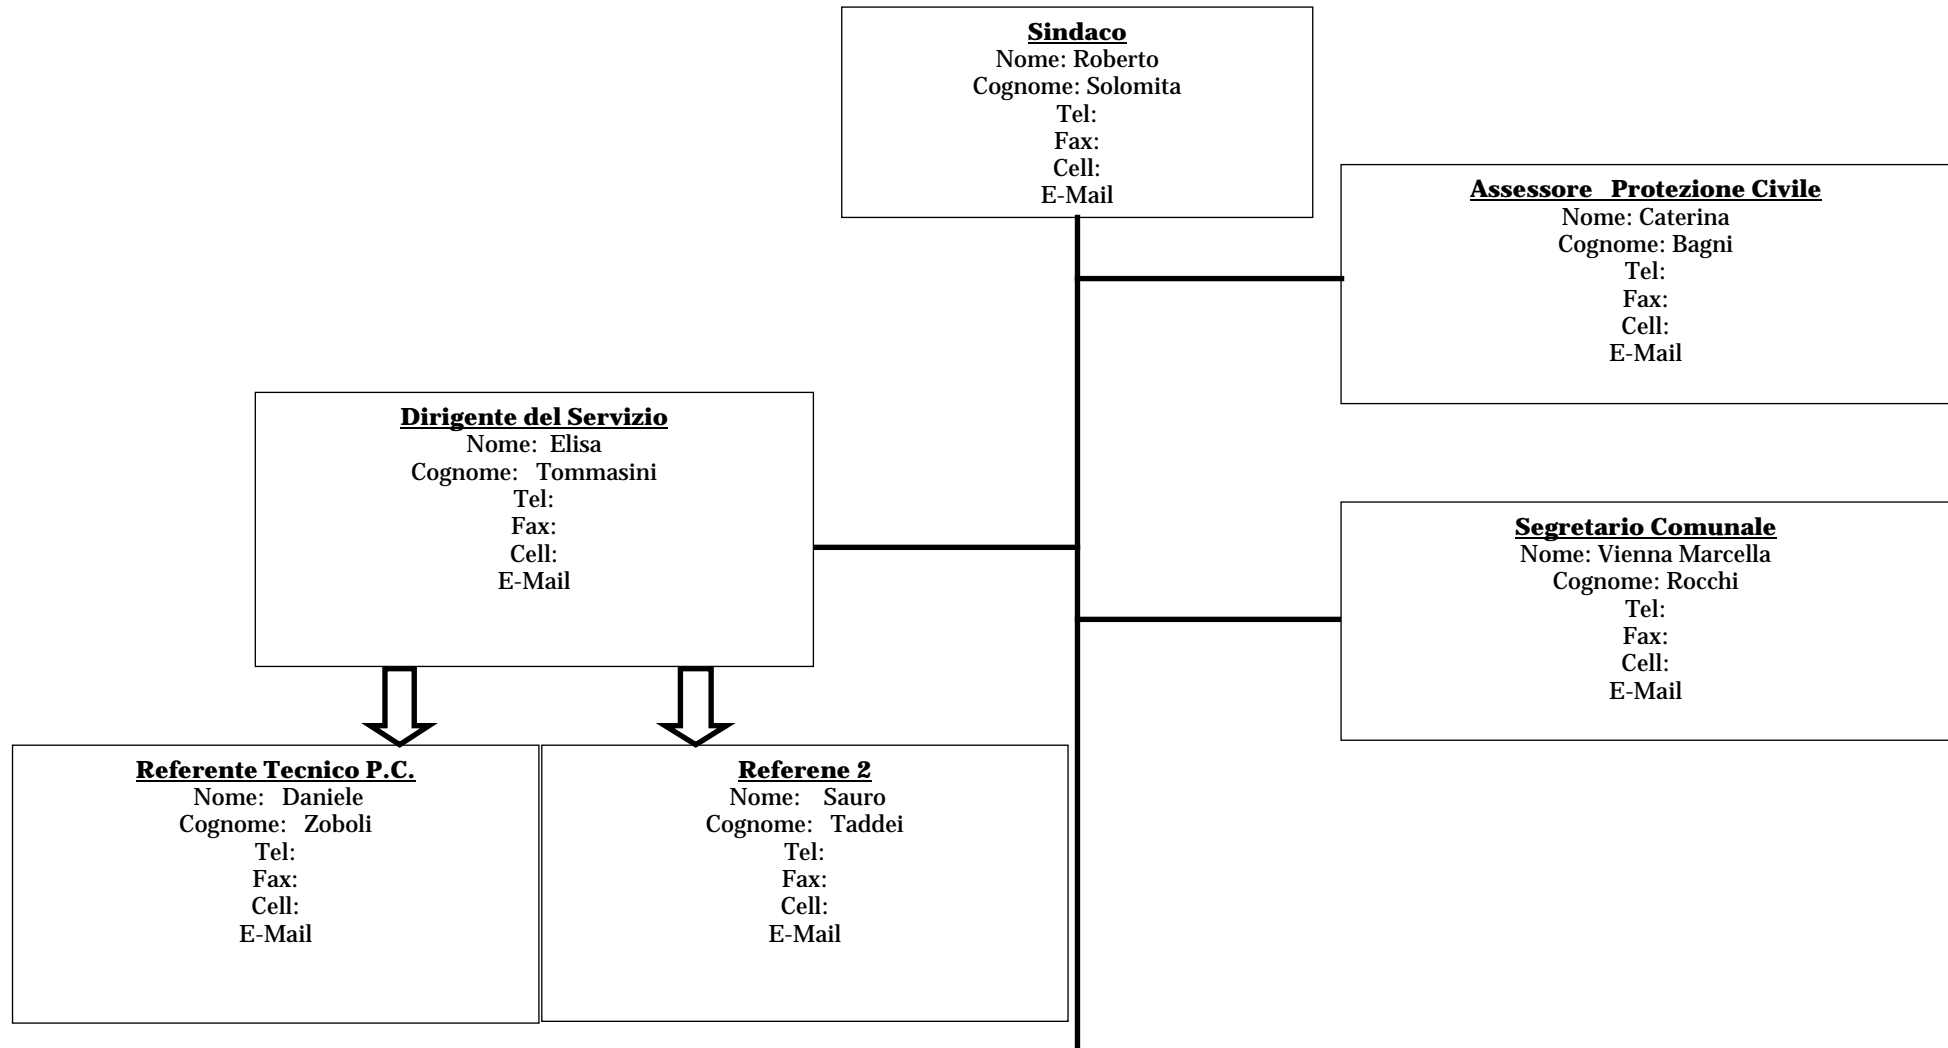 Sindaco
Nome: Roberto
Cognome: Solomita
Tel:
Fax:
Cell:
E-Mail
Assessore   Protezione Civile
Nome: Caterina
Cognome: Bagni
Tel:
Fax:
Cell:
E-Mail
Dirigente del Servizio
Nome:  Elisa
Cognome:   Tommasini
Tel:
Fax:
Cell:
E-Mail
Segretario Comunale
Nome: Vienna Marcella
Cognome: Rocchi
Tel:
Fax:
Cell:
E-Mail
Referente Tecnico P.C.
Nome:   Daniele
Cognome:   Zoboli
Tel:
Fax:
Cell:
E-Mail
Referene 2
Nome:    Sauro
Cognome:   Taddei
Tel:
Fax:
Cell:
E-Mail